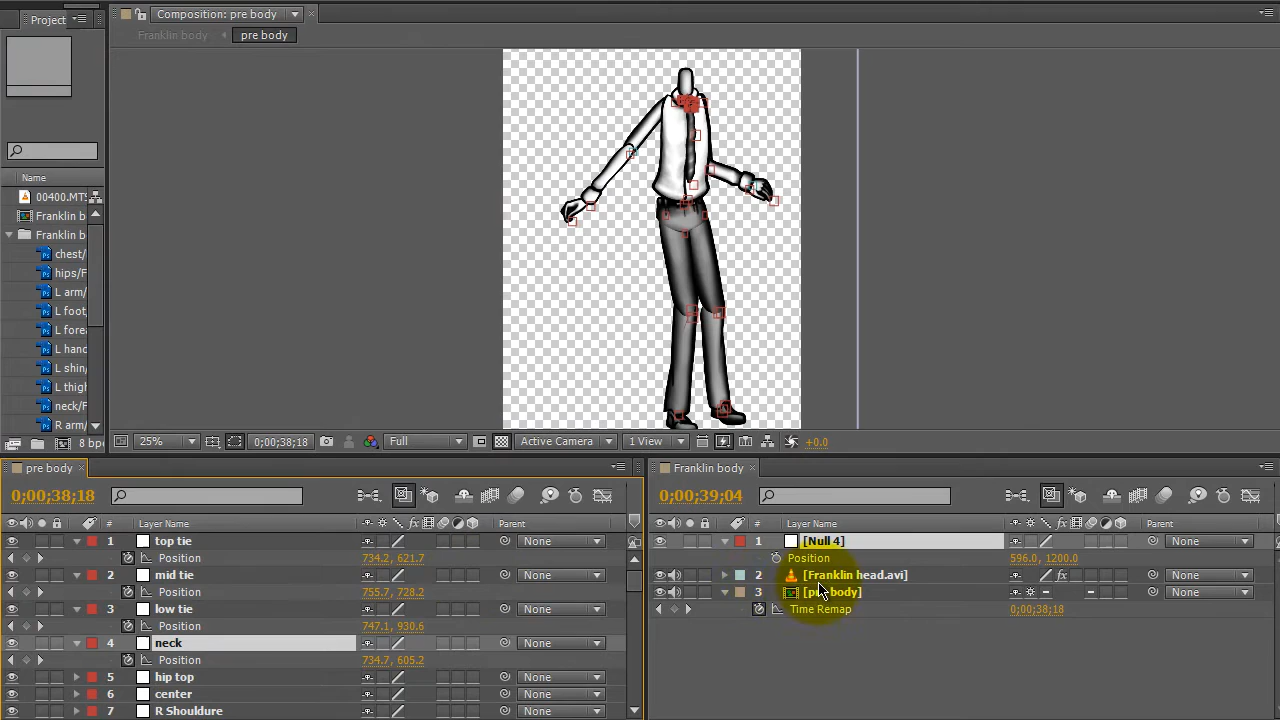 Project
Composition: pre body
Franklin body
pre body
Name
00400.MTS
Franklin b
Franklin b
chest/
hips/F
L arm/
L foot,
L forea
L hand
L shin/
L thigh
neck/F
R arm/
8 bpc
25%
0;00;38;18
Full
Active Camera
1 View
+0.0
pre body
0;00;38;18
# Layer Name Parent
1 top tie None
Position 734.2, 621.7
2 mid tie None
Position 755.7, 728.2
3 low tie None
Position 747.1, 930.6
4 neck None
Position 734.7, 605.2
5 hip top None
6 center None
7 R Shouldure None
Franklin body
0;00;39;04
# Layer Name Parent
1 [Null 4] None
Position 596.0, 1200.0
2 [Franklin head.avi] None
3 [pre body] None
Time Remap 0;00;38;18